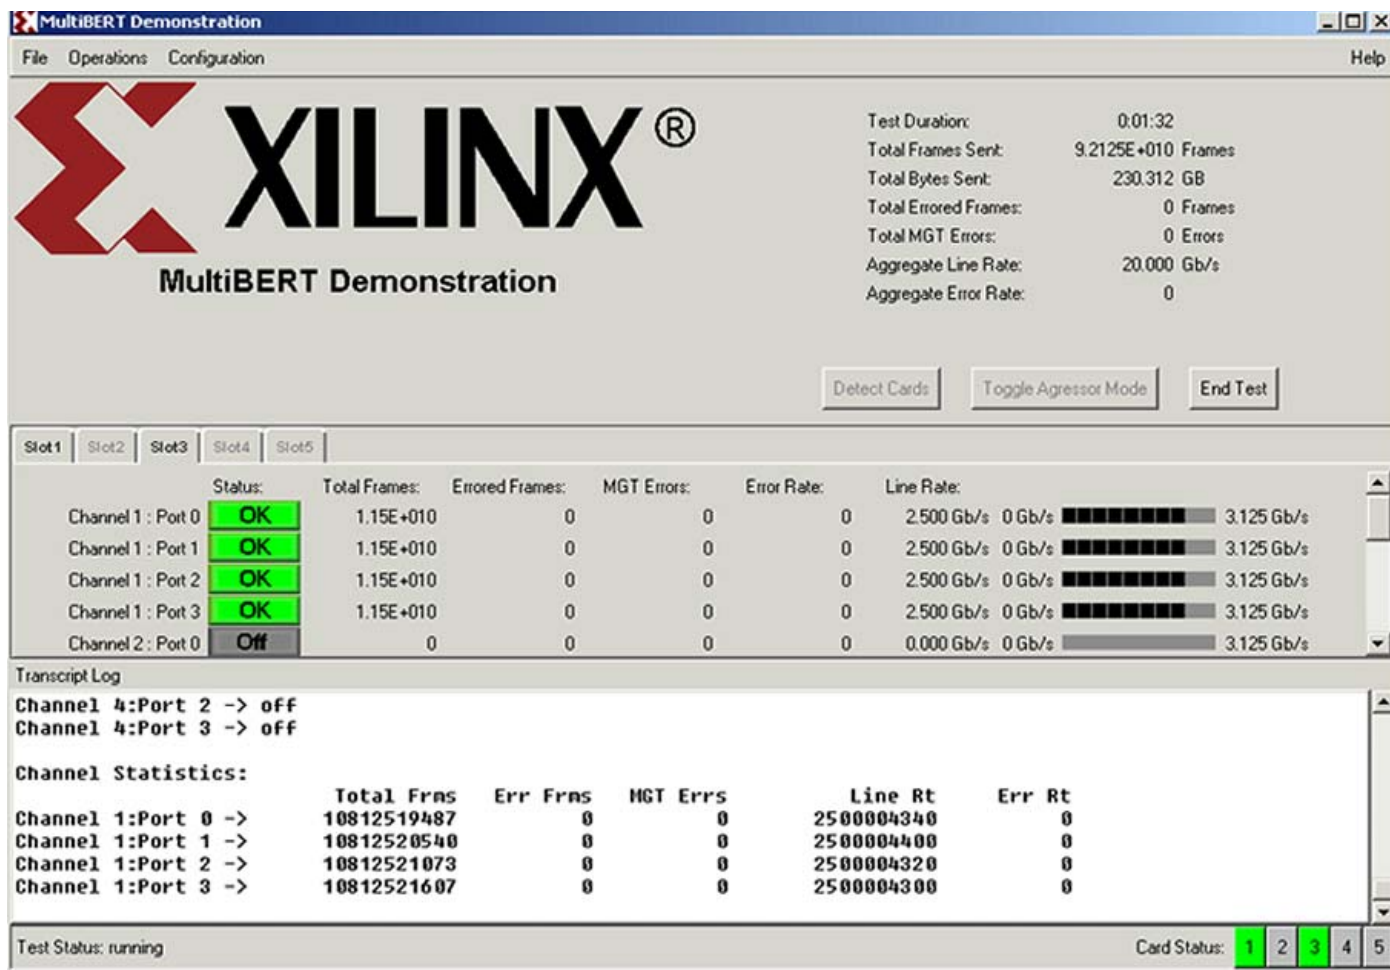 MultiBERT Demonstration
File Operations Configuration Help
XILINX®
MultiBERT Demonstration
Test Duration: 0:01:32
Total Frames Sent: 9.2125E+010 Frames
Total Bytes Sent: 230.312 GB
Total Errored Frames: 0 Frames
Total MGT Errors: 0 Errors
Aggregate Line Rate: 20.000 Gb/s
Aggregate Error Rate: 0
Detect Cards Toggle Agressor Mode End Test
Slot1 Slot2 Slot3 Slot4 Slot5
Status: Total Frames: Errored Frames: MGT Errors: Error Rate: Line Rate:
Channel 1 : Port 0 OK 1.15E+010 0 0 0 2.500 Gb/s 0 Gb/s 3.125 Gb/s
Channel 1 : Port 1 OK 1.15E+010 0 0 0 2.500 Gb/s 0 Gb/s 3.125 Gb/s
Channel 1 : Port 2 OK 1.15E+010 0 0 0 2.500 Gb/s 0 Gb/s 3.125 Gb/s
Channel 1 : Port 3 OK 1.15E+010 0 0 0 2.500 Gb/s 0 Gb/s 3.125 Gb/s
Channel 2 : Port 0 Off 0 0 0 0 0.000 Gb/s 0 Gb/s 3.125 Gb/s
Transcript Log
Channel 4:Port 2 -> off
Channel 4:Port 3 -> off
Channel Statistics:
Total Frms Err Frms MGT Errs Line Rt Err Rt
Channel 1:Port 0 -> 10812519487 0 0 2500004340 0
Channel 1:Port 1 -> 10812520540 0 0 2500004400 0
Channel 1:Port 2 -> 10812521073 0 0 2500004320 0
Channel 1:Port 3 -> 10812521607 0 0 2500004300 0
Test Status: running Card Status: 1 2 3 4 5